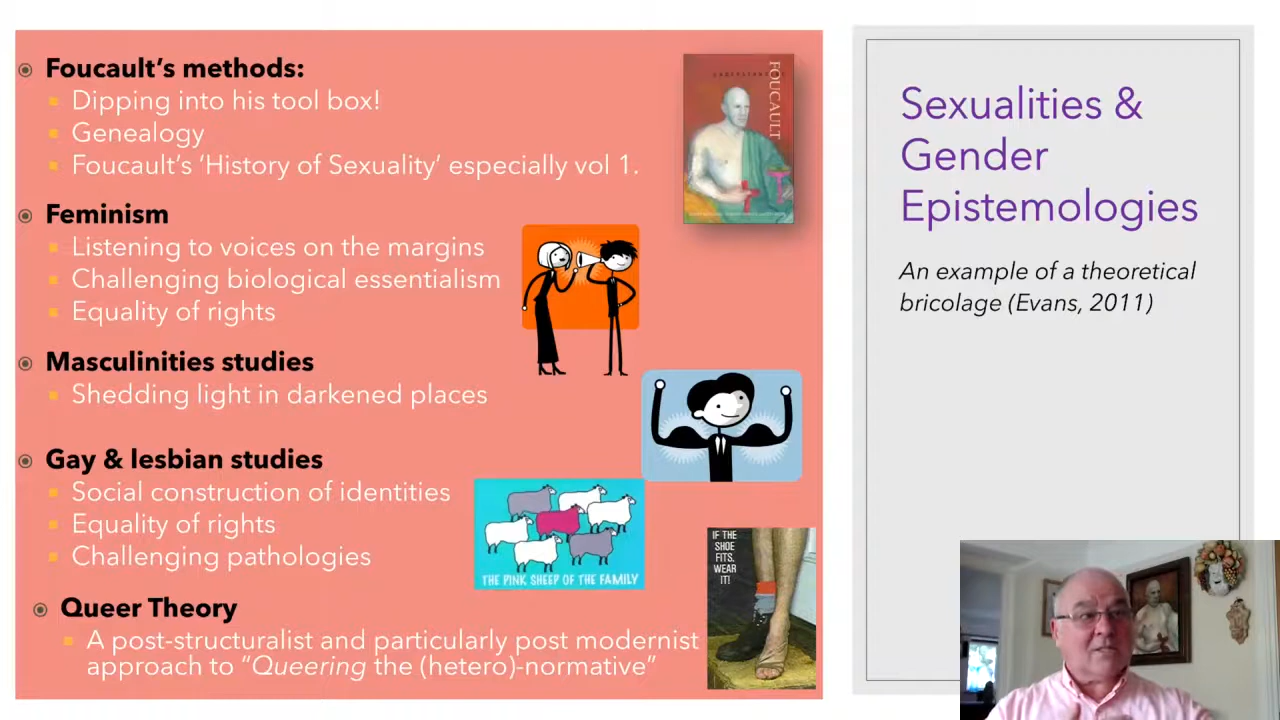 Foucault's methods:
Dipping into his tool box!
Genealogy
Foucault's 'History of Sexuality' especially vol 1.
FOUCAULT
Feminism
Listening to voices on the margins
Challenging biological essentialism
Equality of rights
Masculinities studies
Shedding light in darkened places
Gay & lesbian studies
Social construction of identities
Equality of rights
Challenging pathologies
THE PINK SHEEP OF THE FAMILY
IF THE
SHOE
FITS,
WEAR
IT!
Queer Theory
A post-structuralist and particularly post modernist
approach to "Queering the (hetero)-normative"
Sexualities &
Gender
Epistemologies
An example of a theoretical
bricolage (Evans, 2011)